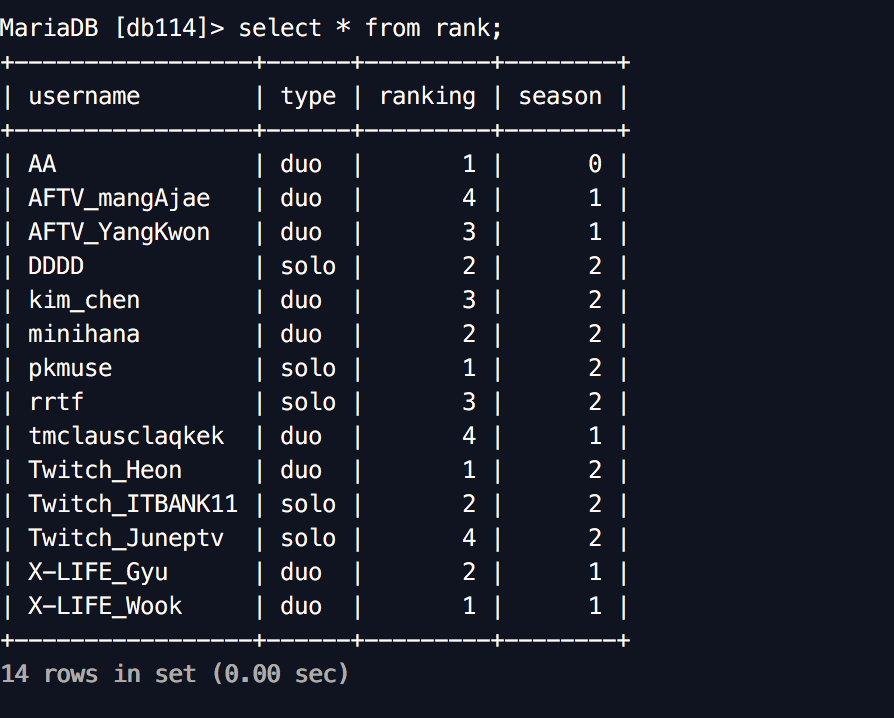 MariaDB [db114]> select * from rank;
+-----------------+------+---------+--------+
| username        | type | ranking | season |
+-----------------+------+---------+--------+
| AA              | duo  |       1 |      0 |
| AFTV_mangAjae   | duo  |       4 |      1 |
| AFTV_YangKwon   | duo  |       3 |      1 |
| DDDD            | solo |       2 |      2 |
| kim_chen        | duo  |       3 |      2 |
| minihana        | duo  |       2 |      2 |
| pkmuse          | solo |       1 |      2 |
| rrtf            | solo |       3 |      2 |
| tmclausclaqkek  | duo  |       4 |      1 |
| Twitch_Heon     | duo  |       1 |      2 |
| Twitch_ITBANK11 | solo |       2 |      2 |
| Twitch_Juneptv  | solo |       4 |      2 |
| X-LIFE_Gyu      | duo  |       2 |      1 |
| X-LIFE_Wook     | duo  |       1 |      1 |
+-----------------+------+---------+--------+
14 rows in set (0.00 sec)